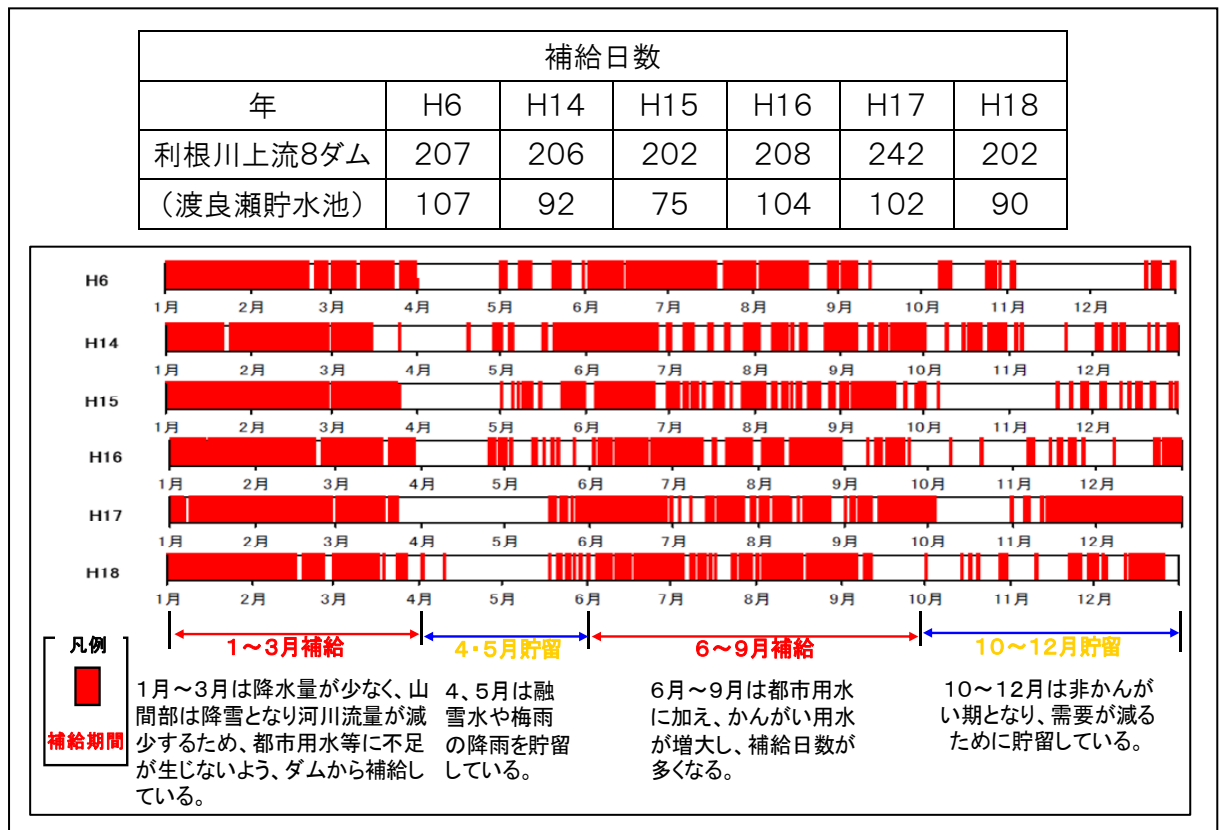 補給日数
年 H6 H14 H15 H16 H17 H18
利根川上流8ダム 207 206 202 208 242 202
（渡良瀬貯水池） 107 92 75 104 102 90
H6
1月 2月 3月 4月 5月 6月 7月 8月 9月 10月 11月 12月
H14
1月 2月 3月 4月 5月 6月 7月 8月 9月 10月 11月 12月
H15
1月 2月 3月 4月 5月 6月 7月 8月 9月 10月 11月 12月
H16
1月 2月 3月 4月 5月 6月 7月 8月 9月 10月 11月 12月
H17
1月 2月 3月 4月 5月 6月 7月 8月 9月 10月 11月 12月
H18
1月 2月 3月 4月 5月 6月 7月 8月 9月 10月 11月 12月
凡例
補給期間
1～3月補給
1月～3月は降水量が少なく、山
間部は降雪となり河川流量が減
少するため、都市用水等に不足
が生じないよう、ダムから補給し
ている。
4・5月貯留
4、5月は融
雪水や梅雨
の降雨を貯留
している。
6～9月補給
6月～9月は都市用水
に加え、かんがい用水
が増大し、補給日数が
多くなる。
10～12月貯留
10～12月は非かんが
い期となり、需要が減る
ために貯留している。